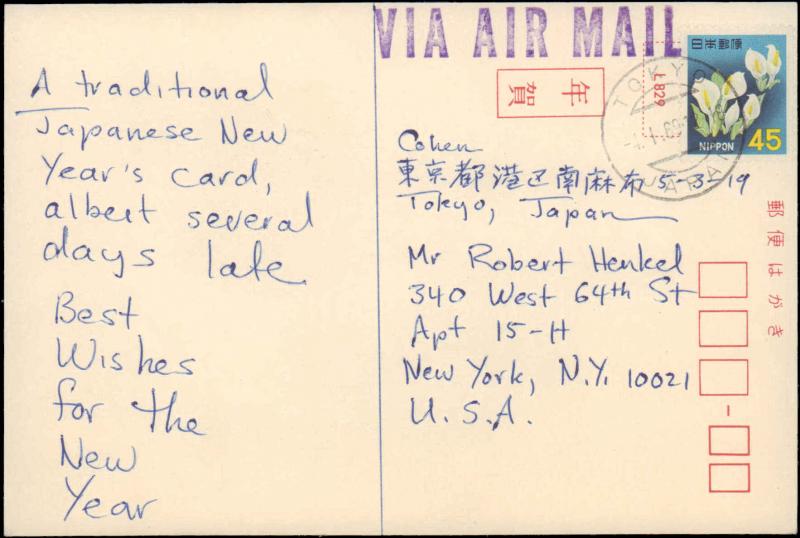 VIA AIR MAIL
A traditional
Japanese New
Year's card,
albeit several
days late
Best
Wishes
for the
New
Year
年賀
L829
日本郵便
NIPPON 45
TOKYO
JAPAN
Cohen
東京都港区南麻布 5-3-19
Tokyo, Japan
Mr Robert Henkel
340 West 64th St
Apt 15-H
New York, N.Y. 10021
U.S.A.
郵便はがき